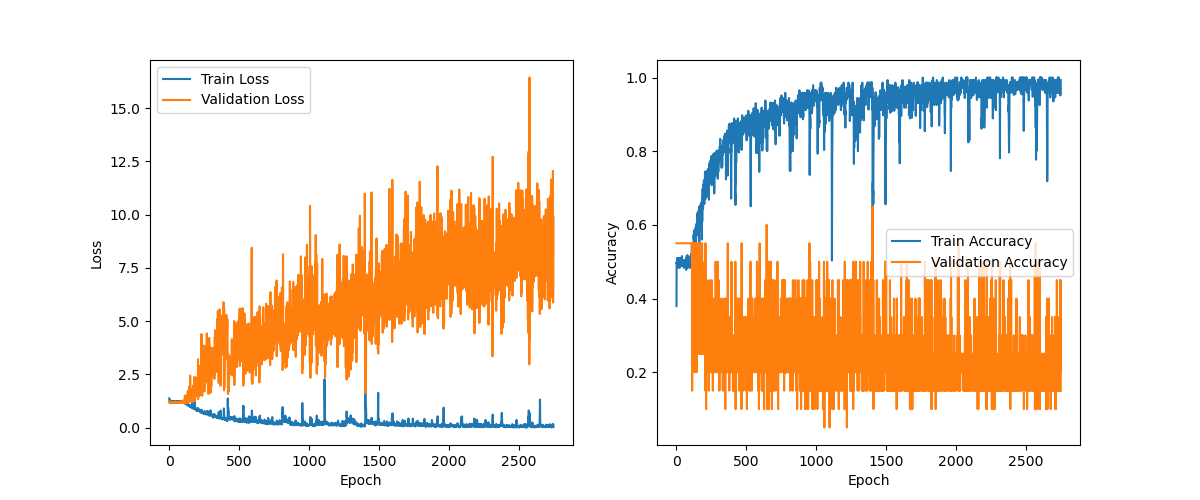 Train Loss
Validation Loss
15.0
12.5
10.0
7.5
5.0
2.5
0.0
Loss
0 500 1000 1500 2000 2500
Epoch
1.0
0.8
0.6
0.4
0.2
Accuracy
Train Accuracy
Validation Accuracy
0 500 1000 1500 2000 2500
Epoch